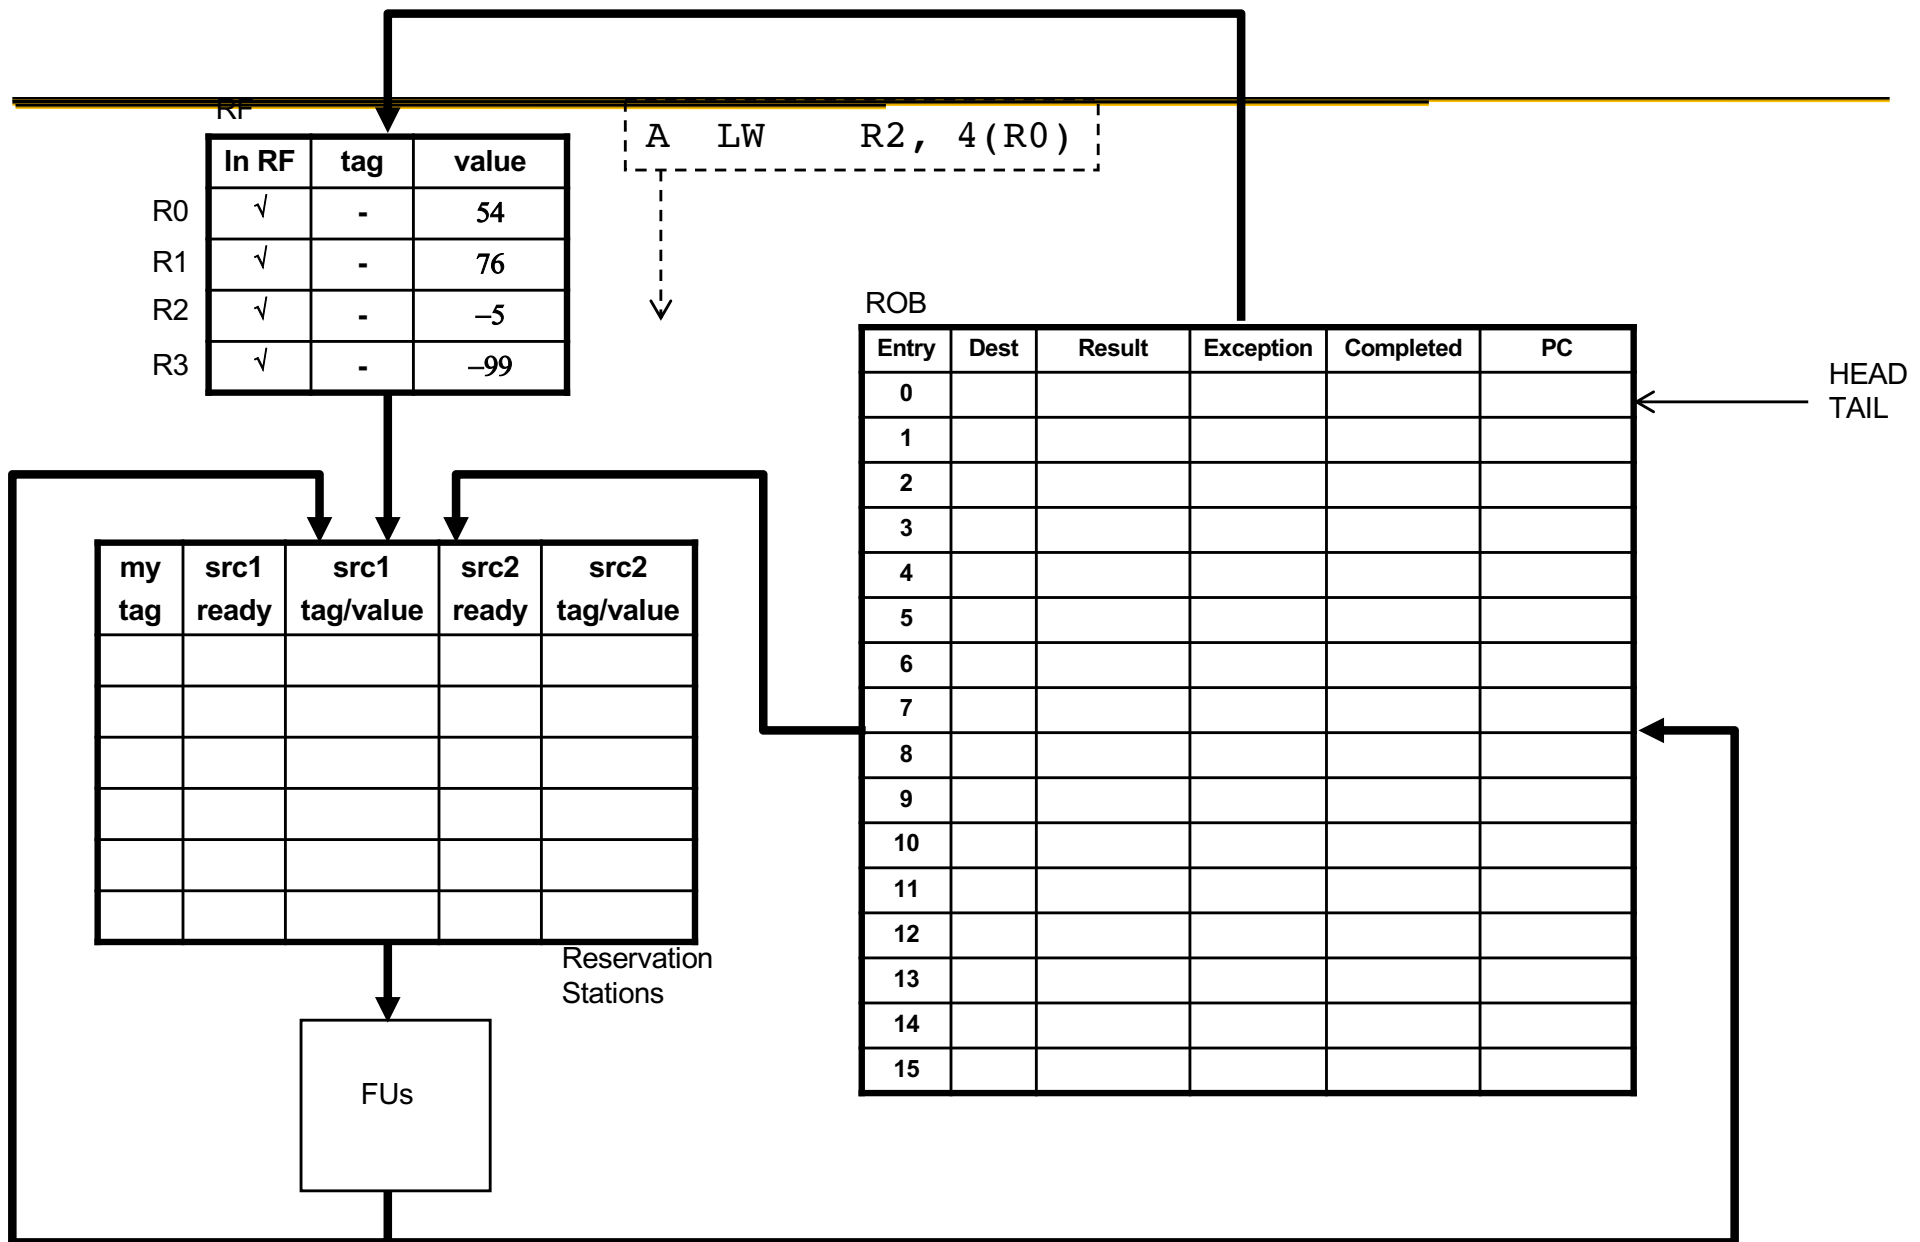 RF
A LW R2, 4(R0)
In RF tag value
R0 √ - 54
R1 √ - 76
R2 √ - –5
R3 √ - –99
ROB
Entry Dest Result Exception Completed PC
0
1
2
3
4
5
6
7
8
9
10
11
12
13
14
15
HEAD
TAIL
my src1 src1 src2 src2
tag ready tag/value ready tag/value
Reservation
Stations
FUs